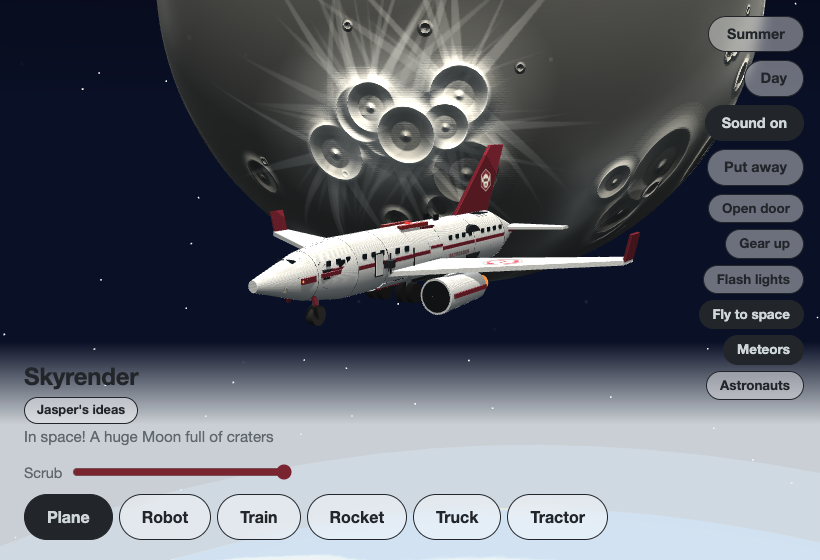 Summer
Day
Sound on
Put away
Open door
Gear up
Flash lights
Fly to space
Meteors
Astronauts
Skyrender
Jasper's ideas
In space! A huge Moon full of craters
Scrub
Plane
Robot
Train
Rocket
Truck
Tractor